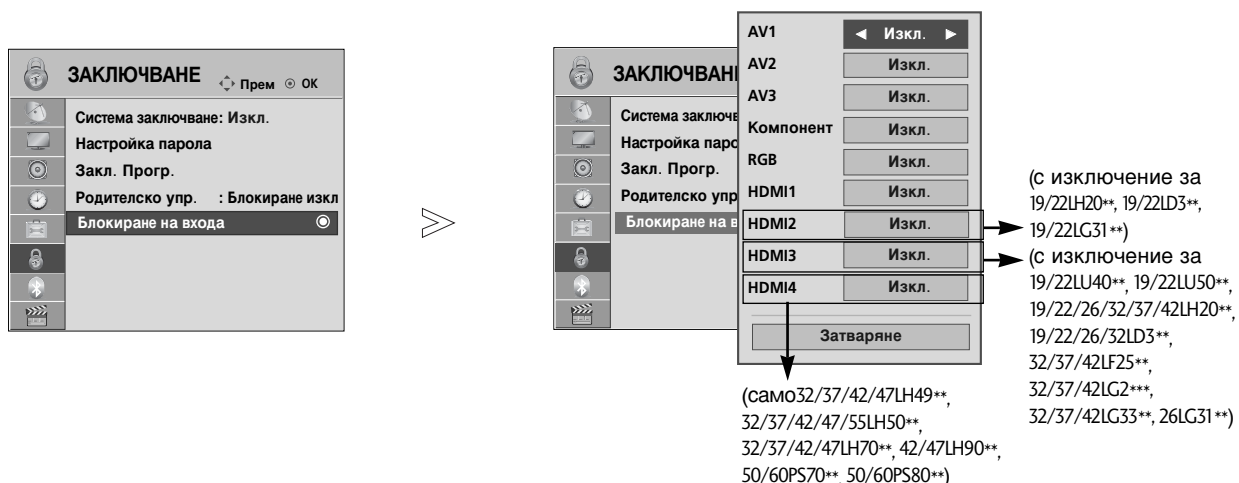 ЗАКЛЮЧВАНЕ Прем ОК
Система заключване: Изкл.
Настройка парола
Закл. Прогр.
Родителско упр. : Блокиране изкл
Блокиране на входа
ЗАКЛЮЧВАН
Система заключв
Настройка паро
Закл. Прогр.
Родителско упр
Блокиране на в
AV1 ◄ Изкл. ►
AV2 Изкл.
AV3 Изкл.
Компонент Изкл.
RGB Изкл.
HDMI1 Изкл.
HDMI2 Изкл.
HDMI3 Изкл.
HDMI4 Изкл.
Затваряне
(с изключение за
19/22LH20**, 19/22LD3**,
19/22LG31**)
(с изключение за
19/22LU40**, 19/22LU50**,
19/22/26/32/37/42LH20**,
19/22/26/32LD3**,
32/37/42LF25**,
32/37/42LG2***,
32/37/42LG33**, 26LG31**)
(само32/37/42/47LH49**,
32/37/42/47/55LH50**,
32/37/42/47LH70**, 42/47LH90**,
50/60PS70**, 50/60PS80**)